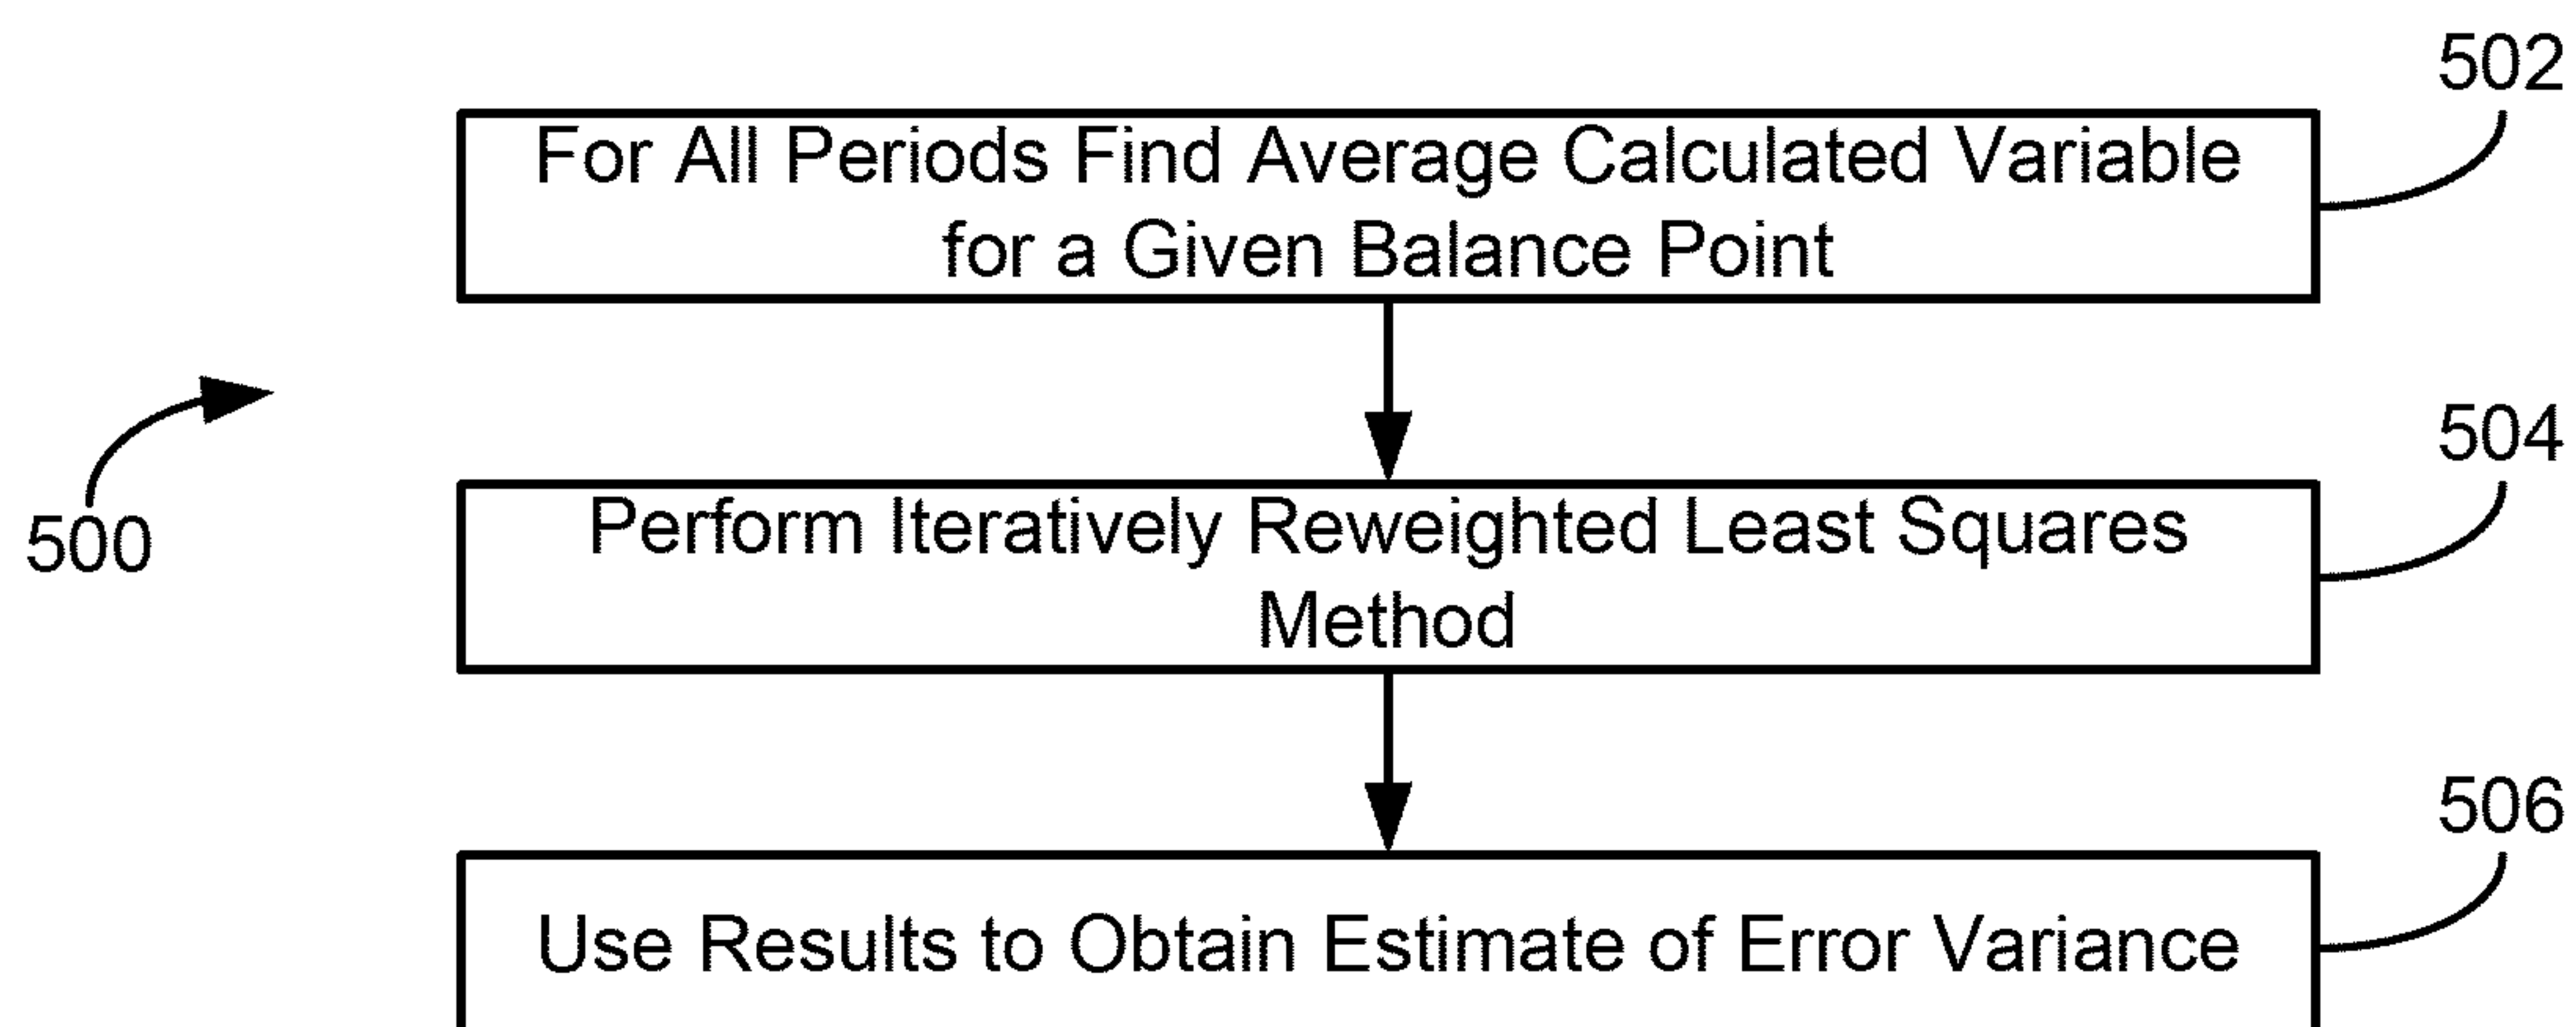 502
For All Periods Find Average Calculated Variable
for a Given Balance Point
504
Perform Iteratively Reweighted Least Squares
Method
500
506
Use Results to Obtain Estimate of Error Variance